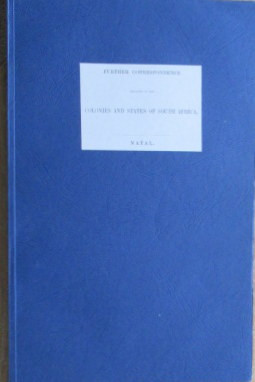 FURTHER CORRESPONDENCE
COLONIES AND STATES OF SOUTH AFRICA.
NATAL.